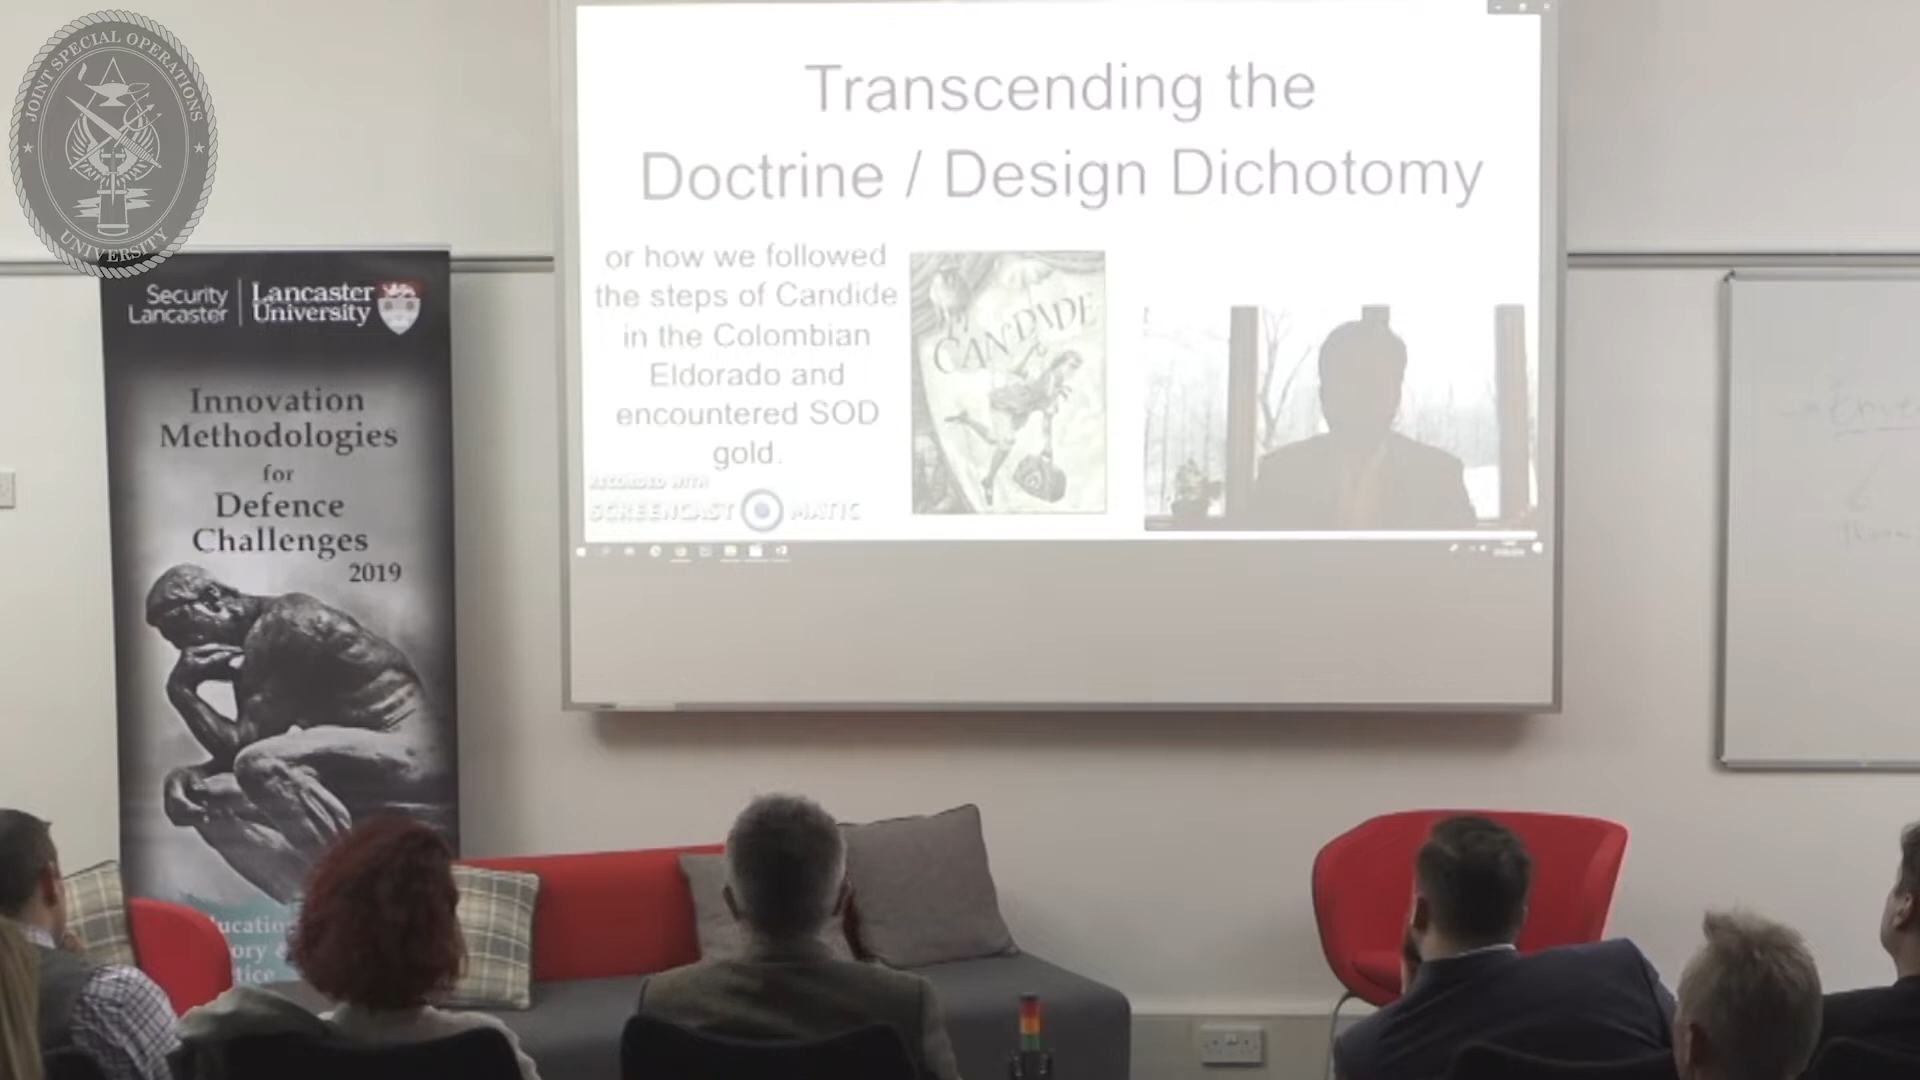 JOINT SPECIAL OPERATIONS
UNIVERSITY
Transcending the
Doctrine / Design Dichotomy
or how we followed
the steps of Candide
in the Colombian
Eldorado and
encountered SOD
gold.
CANDIDE
RECORDED WITH
SCREENCAST MATIC
Security
Lancaster
Lancaster
University
Innovation
Methodologies
for
Defence
Challenges
2019